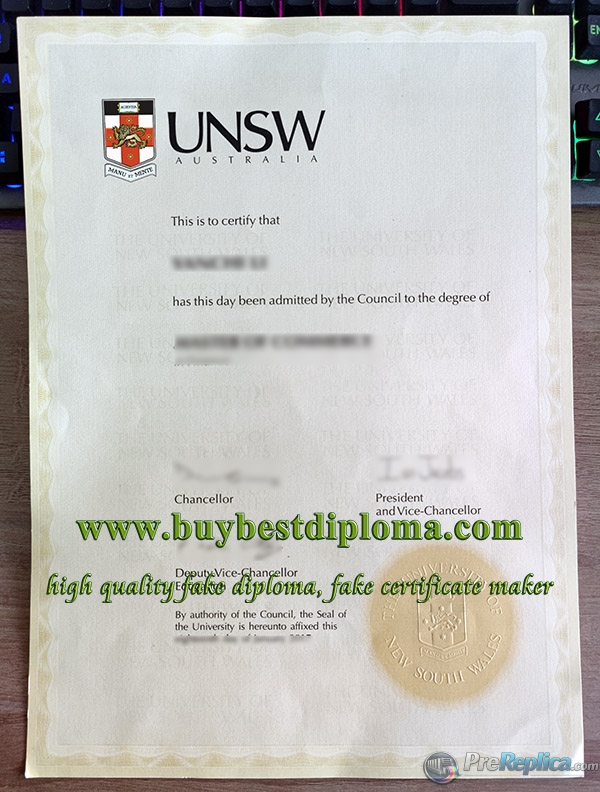 UNSW
AUSTRALIA
MANU ET MENTE
This is to certify that
has this day been admitted by the Council to the degree of
MASTER OF COMMERCE
Chancellor
President
and Vice-Chancellor
www.buybestdiploma.com
Deputy Vice-Chancellor
high quality fake diploma, fake certificate maker
By authority of the Council, the Seal of
the University is hereunto affixed this
THE UNIVERSITY OF
NEW SOUTH WALES
PreReplica.com